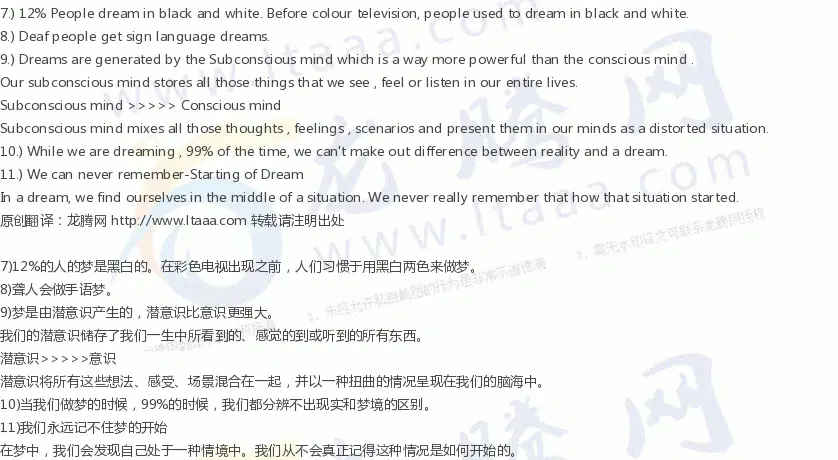 7.) 12% People dream in black and white. Before colour television, people used to dream in black and white.
8.) Deaf people get sign language dreams.
9.) Dreams are generated by the Subconscious mind which is a way more powerful than the conscious mind .
Our subconscious mind stores all those things that we see , feel or listen in our entire lives.
Subconscious mind >>>>> Conscious mind
Subconscious mind mixes all those thoughts , feelings , scenarios and present them in our minds as a distorted situation.
10.) While we are dreaming , 99% of the time, we can't make out difference between reality and a dream.
11.) We can never remember-Starting of Dream
In a dream, we find ourselves in the middle of a situation. We never really remember that how that situation started.
原创翻译：龙腾网 http://www.ltaaa.com 转载请注明出处
7)12%的人的梦是黑白的。在彩色电视出现之前，人们习惯于用黑白两色来做梦。
8)聋人会做手语梦。
9)梦是由潜意识产生的，潜意识比意识更强大。
我们的潜意识储存了我们一生中所看到的、感觉的到或听到的所有东西。
潜意识>>>>>意识
潜意识将所有这些想法、感受、场景混合在一起，并以一种扭曲的情况呈现在我们的脑海中。
10)当我们做梦的时候，99%的时候，我们都分辨不出现实和梦境的区别。
11)我们永远记不住梦的开始
在梦中，我们会发现自己处于一种情境中。我们从不会真正记得这种情况是如何开始的。
www.ltaaa.com
龙腾网